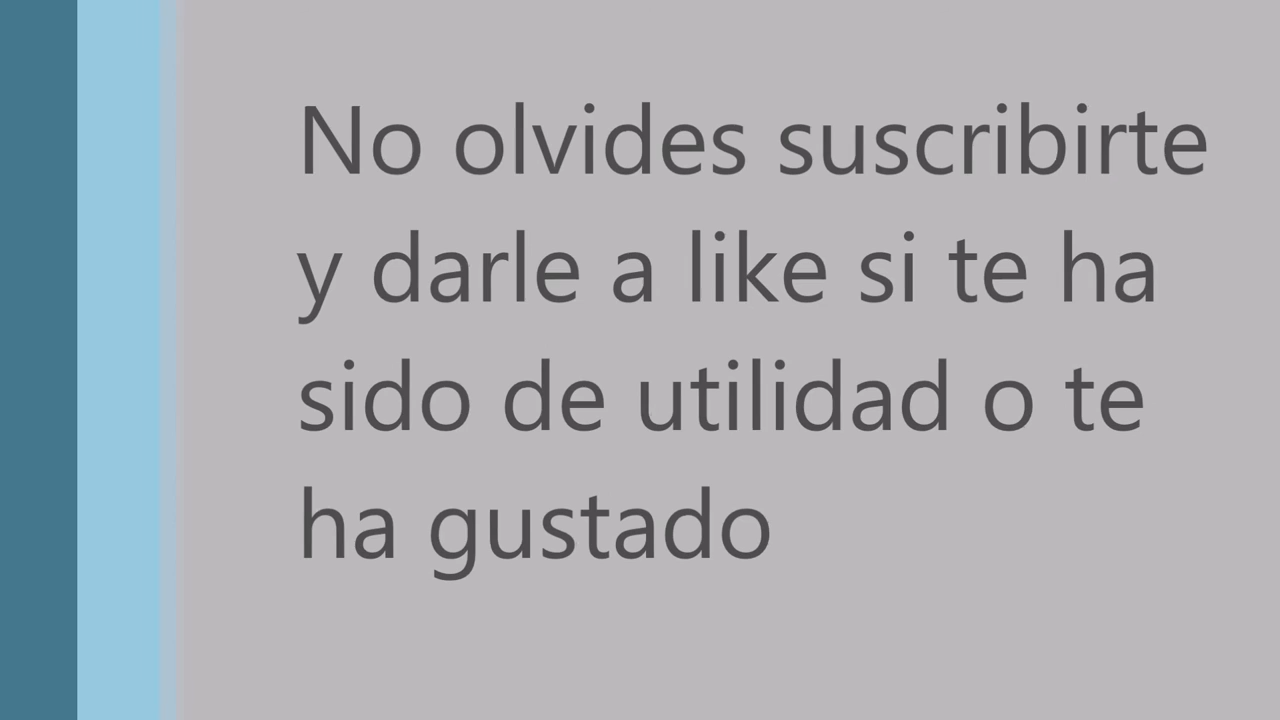 No olvides suscribirte
y darle a like si te ha
sido de utilidad o te
ha gustado